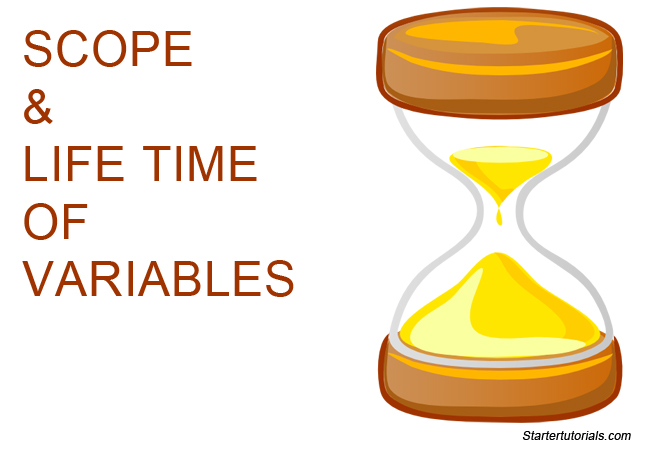 SCOPE
&
LIFE TIME
OF
VARIABLES
Startertutorials.com